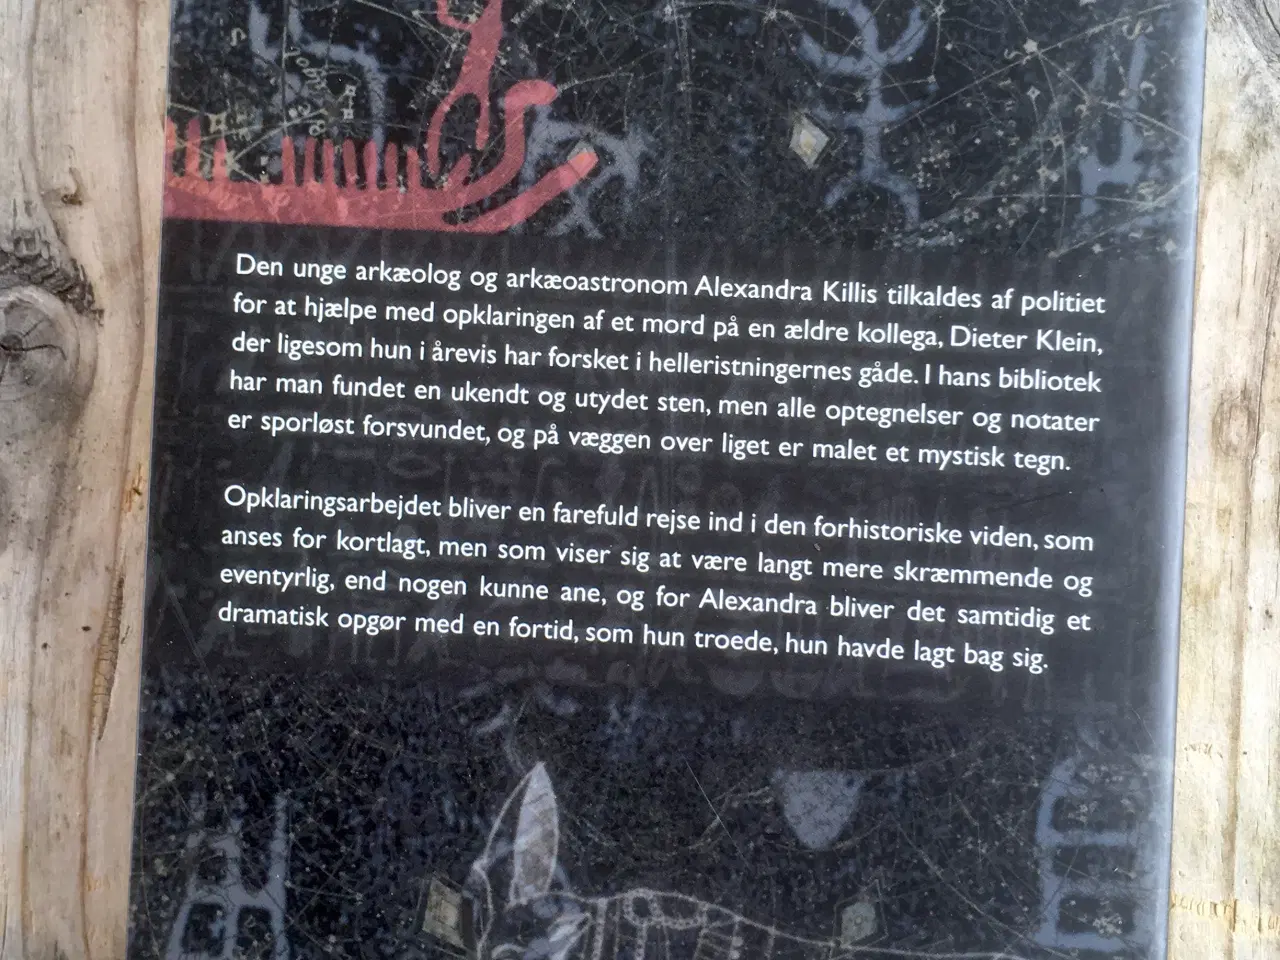 Den unge arkæolog og arkæoastronom Alexandra Killis tilkaldes af politiet
for at hjælpe med opklaringen af et mord på en ældre kollega, Dieter Klein,
der ligesom hun i årevis har forsket i helleristningernes gåde. I hans bibliotek
har man fundet en ukendt og utydet sten, men alle optegnelser og notater
er sporløst forsvundet, og på væggen over liget er malet et mystisk tegn.
Opklaringsarbejdet bliver en farefuld rejse ind i den forhistoriske viden, som
anses for kortlagt, men som viser sig at være langt mere skræmmende og
eventyrlig, end nogen kunne ane, og for Alexandra bliver det samtidig et
dramatisk opgør med en fortid, som hun troede, hun havde lagt bag sig.